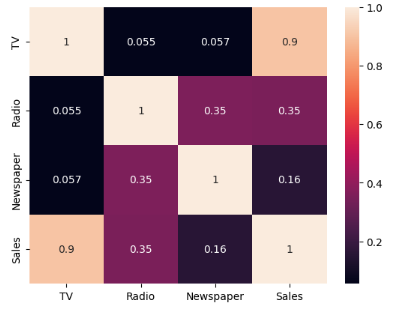 TV 1 0.055 0.057 0.9
Radio 0.055 1 0.35 0.35
Newspaper 0.057 0.35 1 0.16
Sales 0.9 0.35 0.16 1
TV Radio Newspaper Sales
1.0
0.8
0.6
0.4
0.2